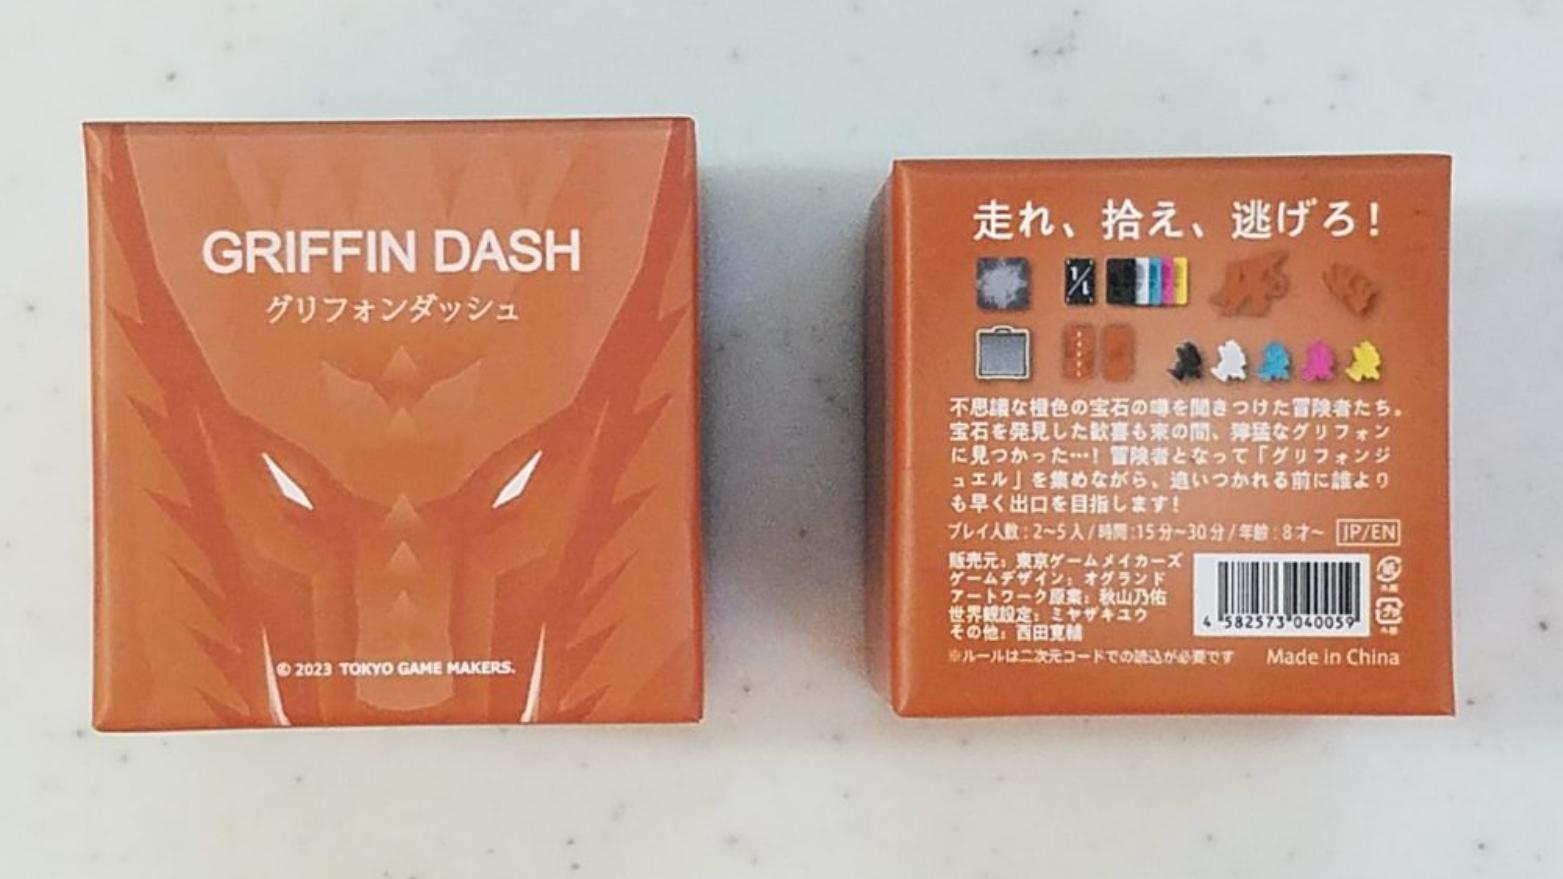 GRIFFIN DASH
グリフォンダッシュ
© 2023 TOKYO GAME MAKERS.
走れ、拾え、逃げろ!
1/1
不思議な橙色の宝石の噂を聞きつけた冒険者たち。
宝石を発見した歓喜も束の間、獰猛なグリフォン
に見つかった…! 冒険者となって「グリフォンジ
ュエル」を集めながら、追いつかれる前に誰より
も早く出口を目指します!
プレイ人数:2~5人/時間:15分~30分/年齢:8才~ JP/EN
販売元:東京ゲームメイカーズ
ゲームデザイン:オグランド
アートワーク原案:秋山乃佑
世界観設定:ミヤザキユウ
その他:西田寛輔
※ルールは二次元コードでの読込が必要です
4 582573 040059
紙
プラ
Made in China